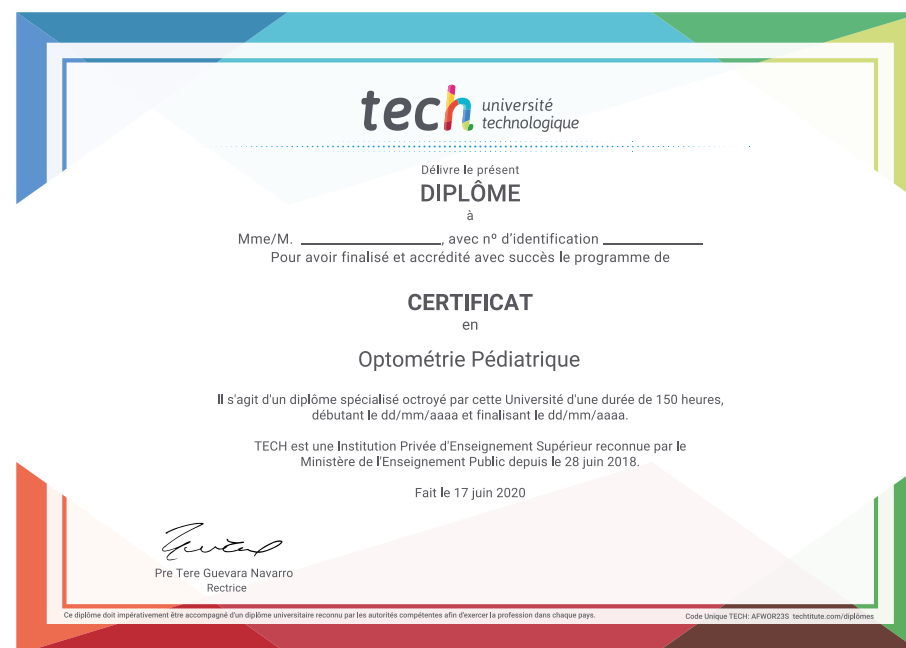 tech université
technologique
Délivre le présent
DIPLÔME
à
Mme/M. ____________________, avec nº d'identification ______________
Pour avoir finalisé et accrédité avec succès le programme de
CERTIFICAT
en
Optométrie Pédiatrique
Il s'agit d'un diplôme spécialisé octroyé par cette Université d'une durée de 150 heures,
débutant le dd/mm/aaaa et finalisant le dd/mm/aaaa.
TECH est une Institution Privée d'Enseignement Supérieur reconnue par le
Ministère de l'Enseignement Public depuis le 28 juin 2018.
Fait le 17 juin 2020
Pre Tere Guevara Navarro
Rectrice
Ce diplôme doit impérativement être accompagné d'un diplôme universitaire reconnu par les autorités compétentes afin d'exercer la profession dans chaque pays.
Code Unique TECH: AFWOR23S techtitute.com/diplômes